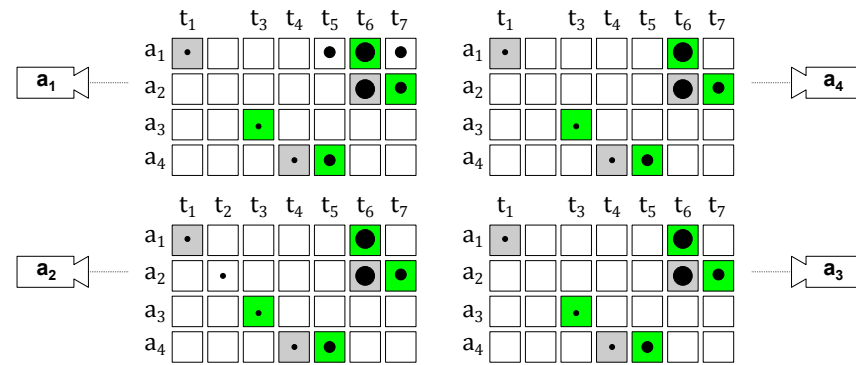 t₁ t₃ t₄ t₅ t₆ t₇
a₁
a₂
a₃
a₄
a₁
t₁ t₃ t₄ t₅ t₆ t₇
a₁
a₂
a₃
a₄
a₄
t₁ t₂ t₃ t₄ t₅ t₆ t₇
a₁
a₂
a₃
a₄
a₂
t₁ t₃ t₄ t₅ t₆ t₇
a₁
a₂
a₃
a₄
a₃